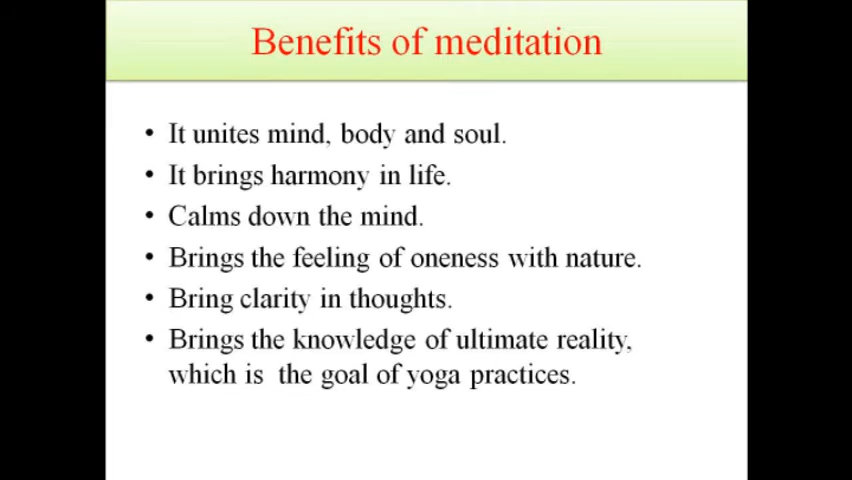 Benefits of meditation
• It unites mind, body and soul.
• It brings harmony in life.
• Calms down the mind.
• Brings the feeling of oneness with nature.
• Bring clarity in thoughts.
• Brings the knowledge of ultimate reality,
which is  the goal of yoga practices.